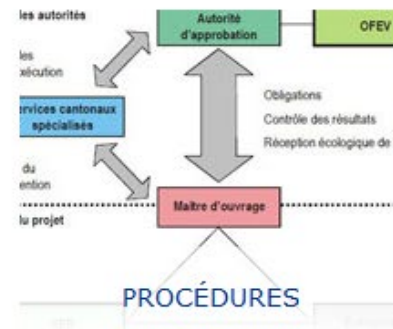 les autorités
Autorité
d'approbation
OFEV
les
exécution
Obligations
Contrôle des résultats
Réception écologique de
ervices cantonaux
spécialisés
du
ention
Maître d'ouvrage
lu projet
PROCÉDURES